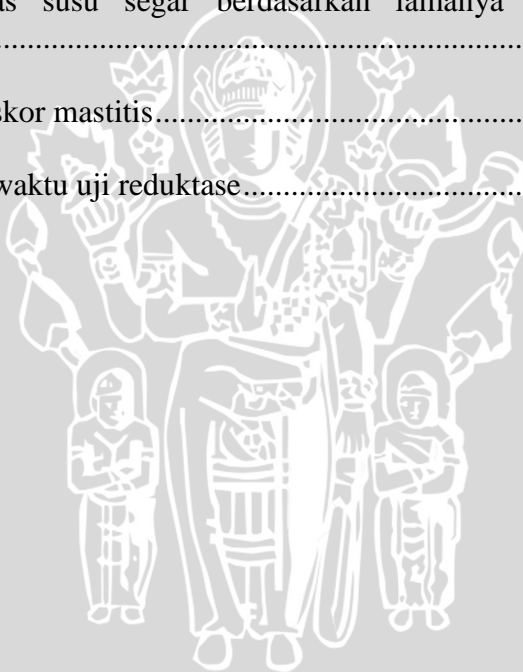 as susu segar berdasarkan lamanya
................................................................
skor mastitis..............................................
waktu uji reduktase...................................